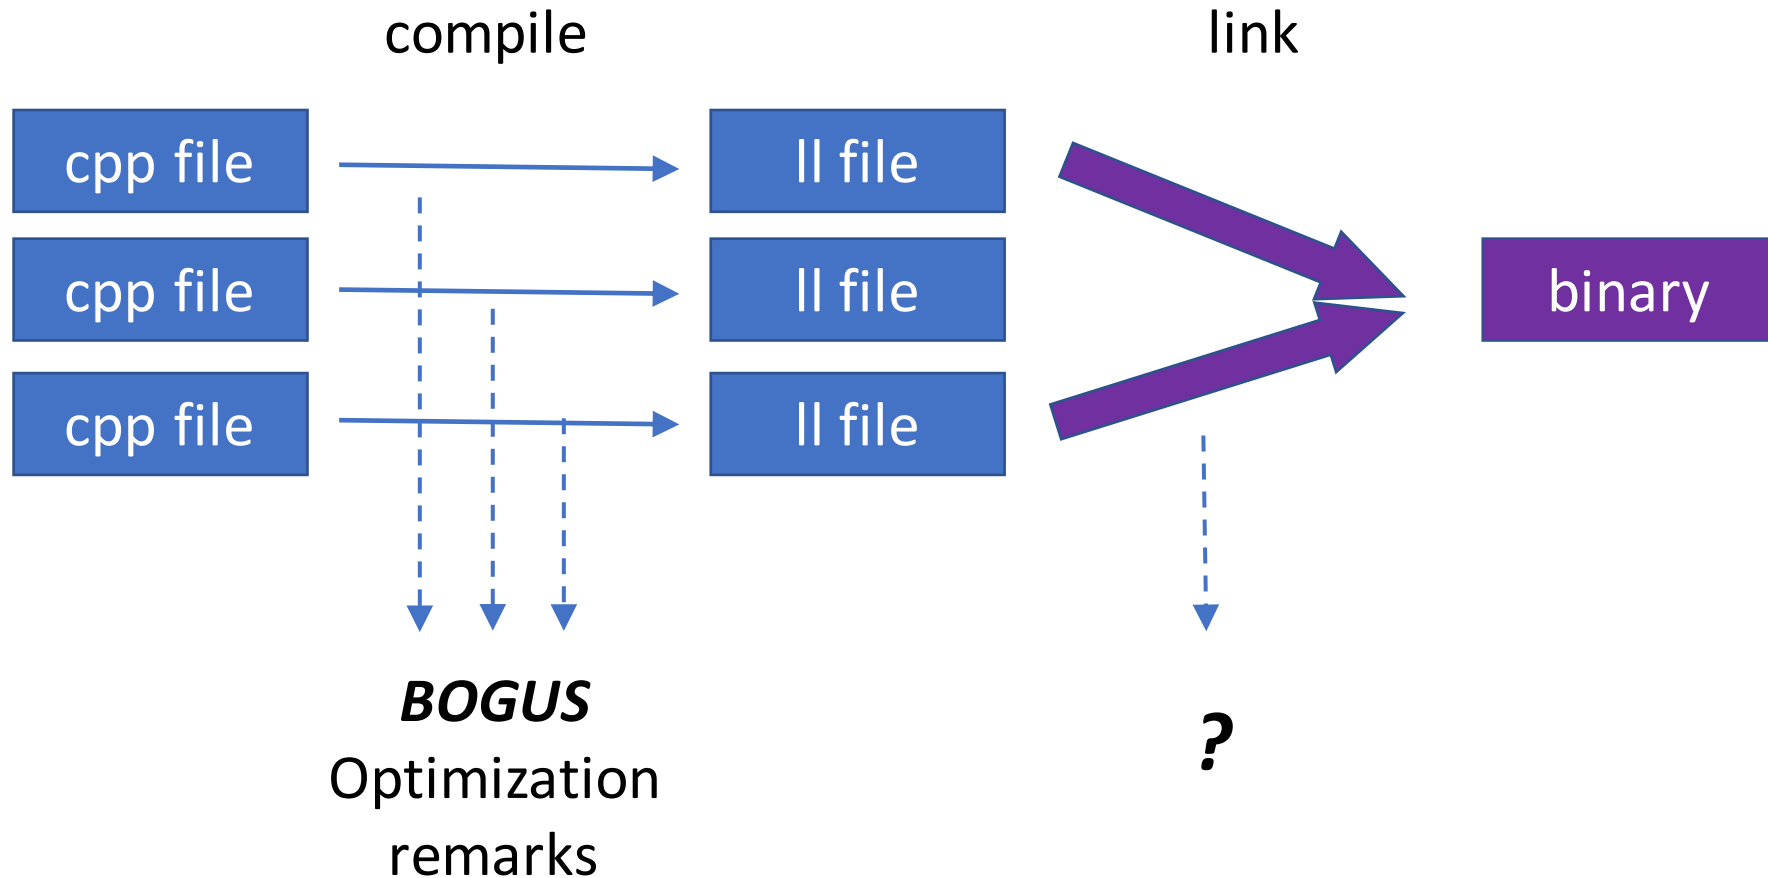 compile
link
cpp file
ll file
cpp file
ll file
binary
cpp file
ll file
BOGUS
Optimization
remarks
?